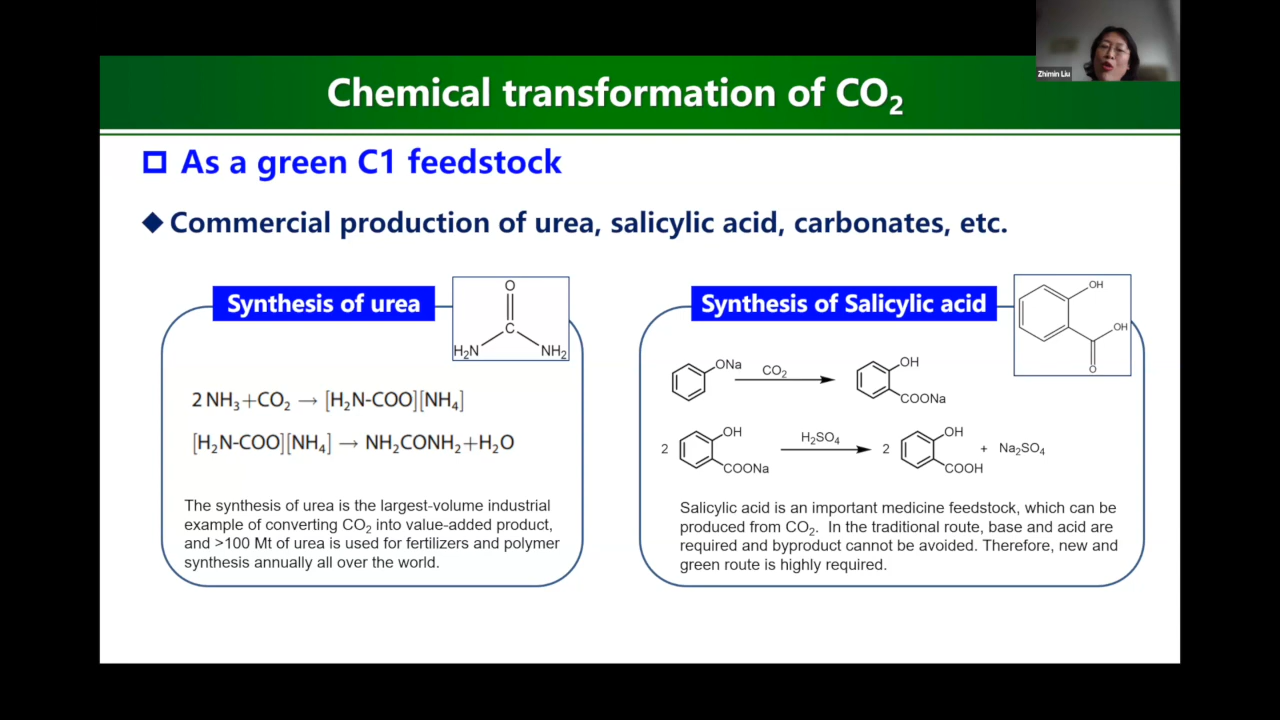 Zhimin Liu
Chemical transformation of CO₂
As a green C1 feedstock
Commercial production of urea, salicylic acid, carbonates, etc.
Synthesis of urea
O
C
H₂N
NH₂
2 NH₃+CO₂ → [H₂N-COO][NH₄]
[H₂N-COO][NH₄] → NH₂CONH₂+H₂O
The synthesis of urea is the largest-volume industrial
example of converting CO₂ into value-added product,
and >100 Mt of urea is used for fertilizers and polymer
synthesis annually all over the world.
Synthesis of Salicylic acid
OH
OH
O
ONa
CO₂
OH
COONa
2
OH
COONa
H₂SO₄
2
OH
COOH
+ Na₂SO₄
Salicylic acid is an important medicine feedstock, which can be
produced from CO₂. In the traditional route, base and acid are
required and byproduct cannot be avoided. Therefore, new and
green route is highly required.